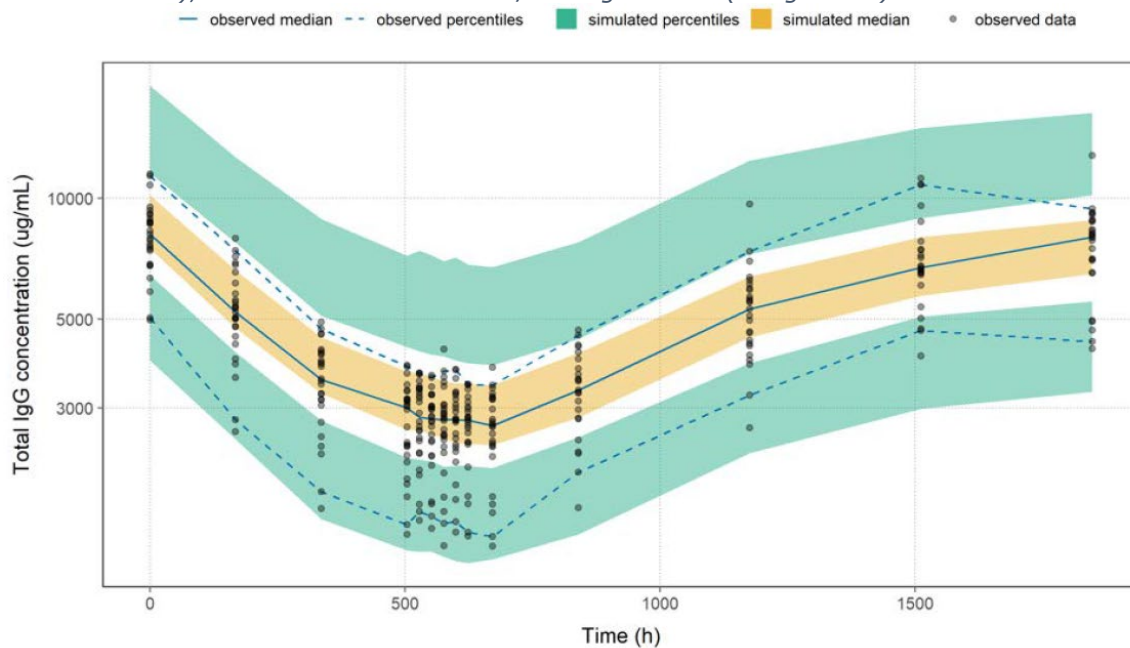 observed median observed percentiles simulated percentiles simulated median observed data
10000
5000
3000
Total IgG concentration (ug/mL)
0 500 1000 1500
Time (h)